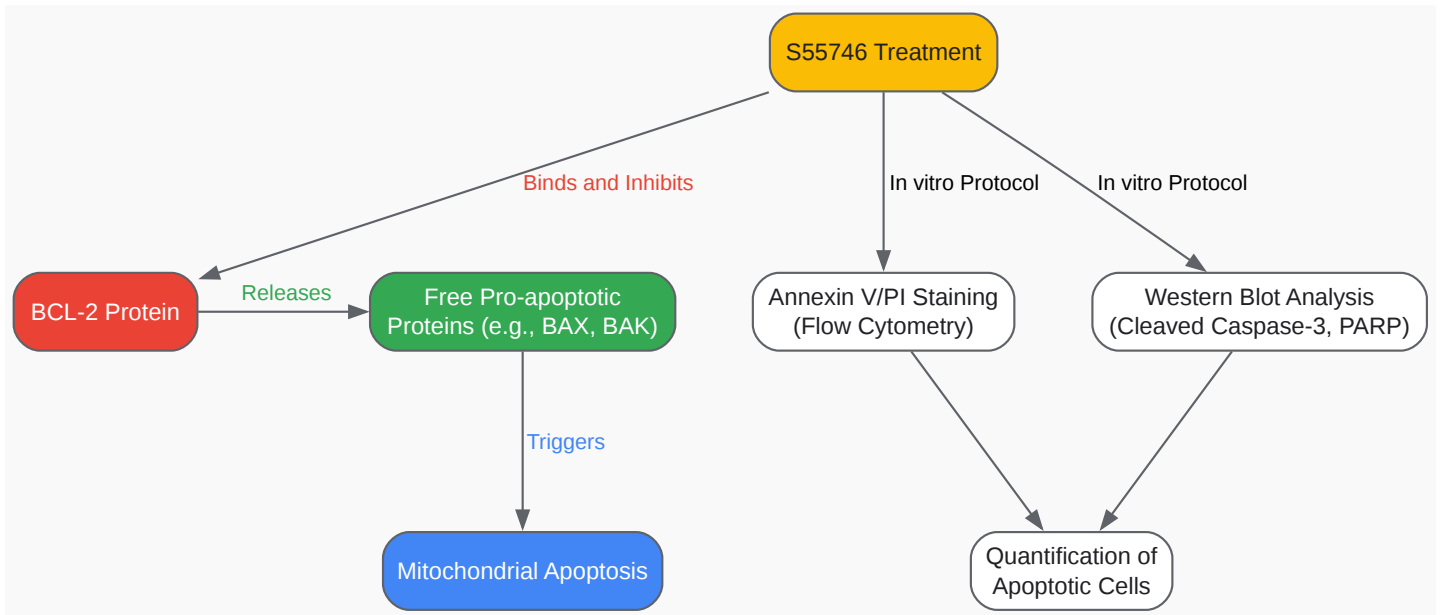 S55746 Treatment
Binds and Inhibits
In vitro Protocol
In vitro Protocol
BCL-2 Protein
Releases
Free Pro-apoptotic
Proteins (e.g., BAX, BAK)
Annexin V/PI Staining
(Flow Cytometry)
Western Blot Analysis
(Cleaved Caspase-3, PARP)
Triggers
Mitochondrial Apoptosis
Quantification of
Apoptotic Cells